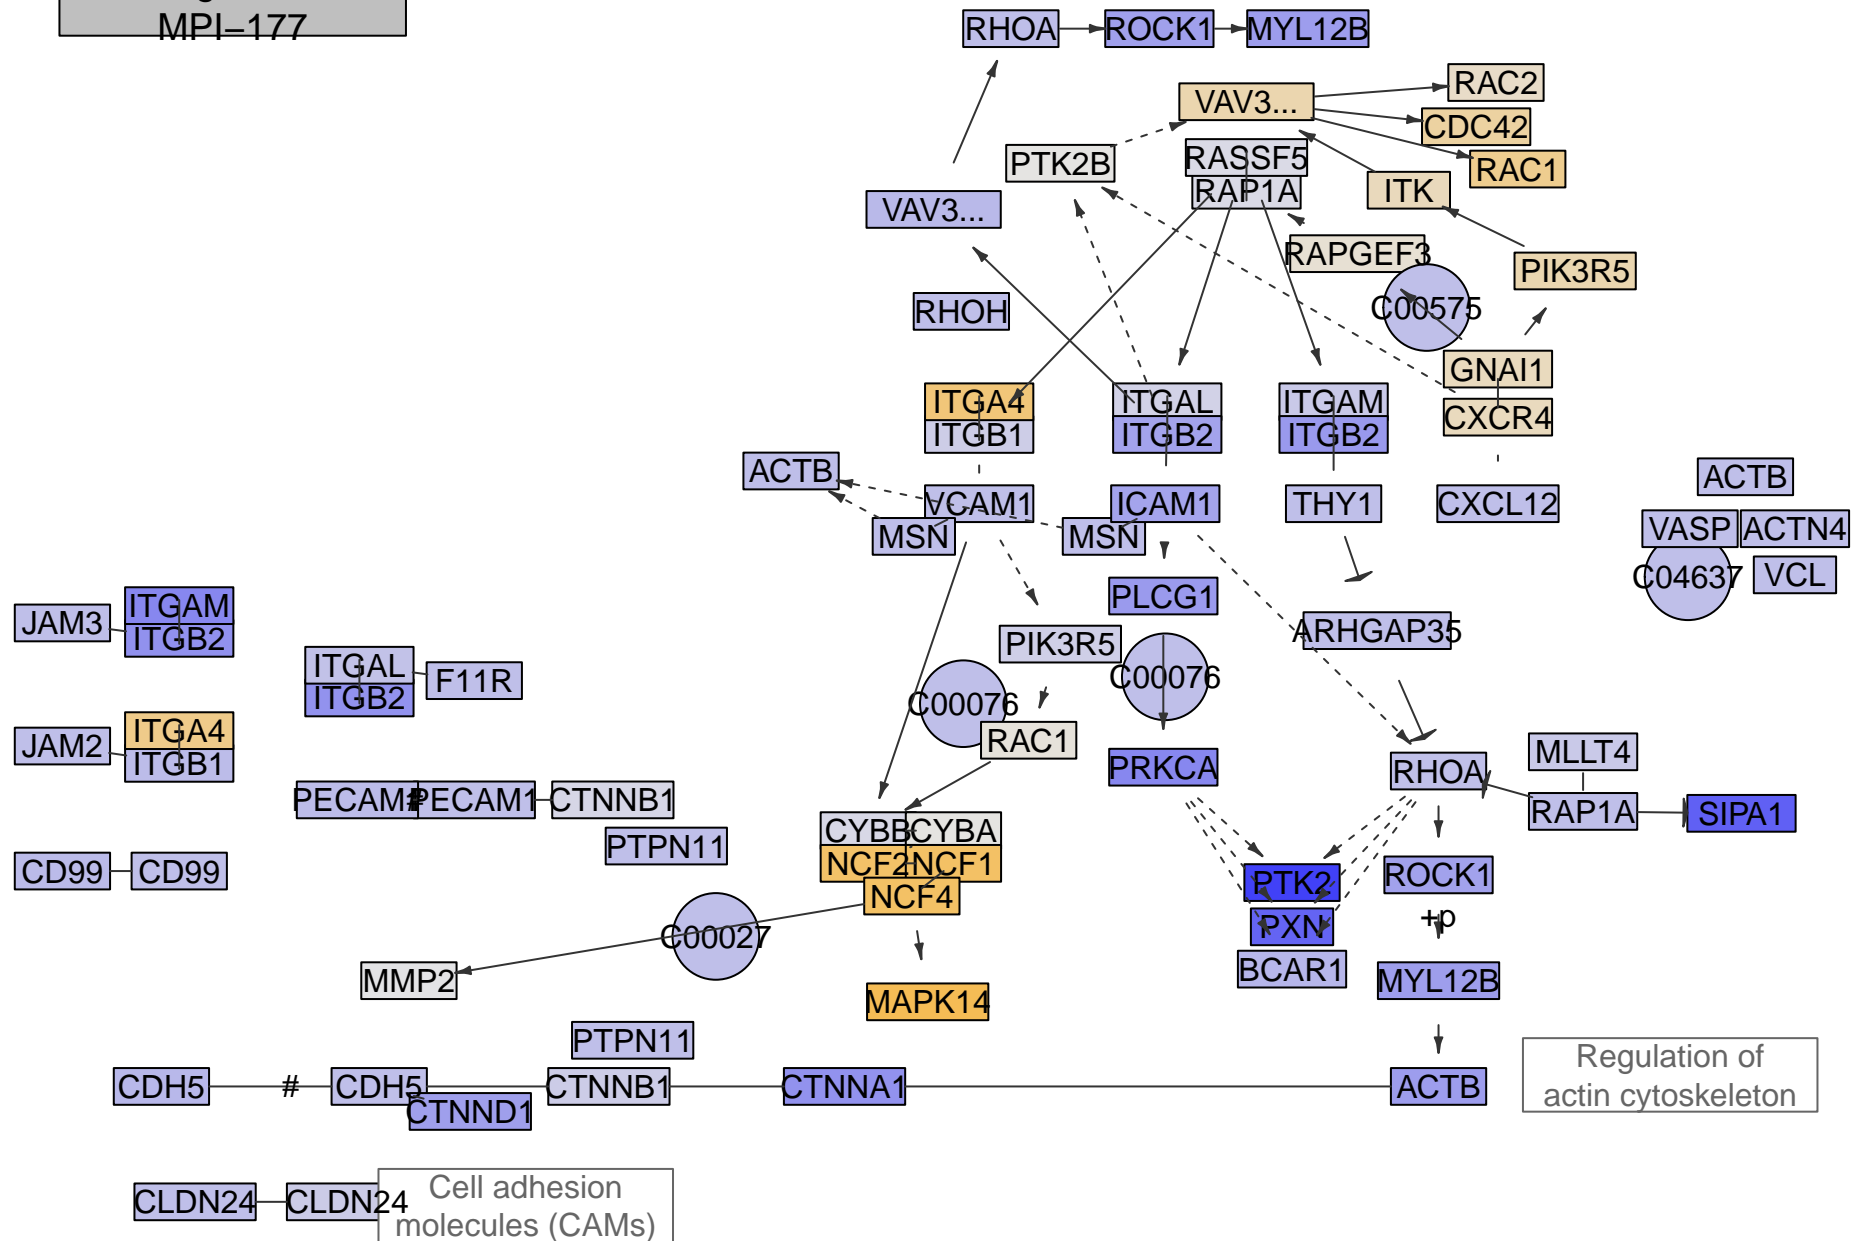 MPI−177
RHOA
ROCK1
MYL12B
RAC2
VAV3...
CDC42
RASSF5
PTK2B
RAC1
RAP1A
ITK
VAV3...
RAPGEF3
PIK3R5
C00575
RHOH
GNAI1
ITGA4
ITGAL
ITGAM
CXCR4
ITGB1
ITGB2
ITGB2
ACTB
ACTB
VCAM1
ICAM1
THY1
CXCL12
MSN
MSN
VASP
ACTN4
C04637
VCL
PLCG1
ITGAM
JAM3
ITGB2
ARHGAP35
PIK3R5
ITGAL
F11R
ITGB2
C00076
C00076
ITGA4
JAM2
ITGB1
RAC1
PRKCA
RHOA
MLLT4
PECAM1
#
PECAM1
CTNNB1
RAP1A
SIPA1
CYBB
CYBA
PTPN11
NCF2
NCF1
CD99
CD99
NCF4
PTK2
ROCK1
+p
PXN
C00027
BCAR1
MMP2
MYL12B
MAPK14
PTPN11
Regulation of
actin cytoskeleton
CDH5
#
CDH5
CTNNB1
CTNNA1
ACTB
CTNND1
CLDN24
CLDN24
Cell adhesion
molecules (CAMs)